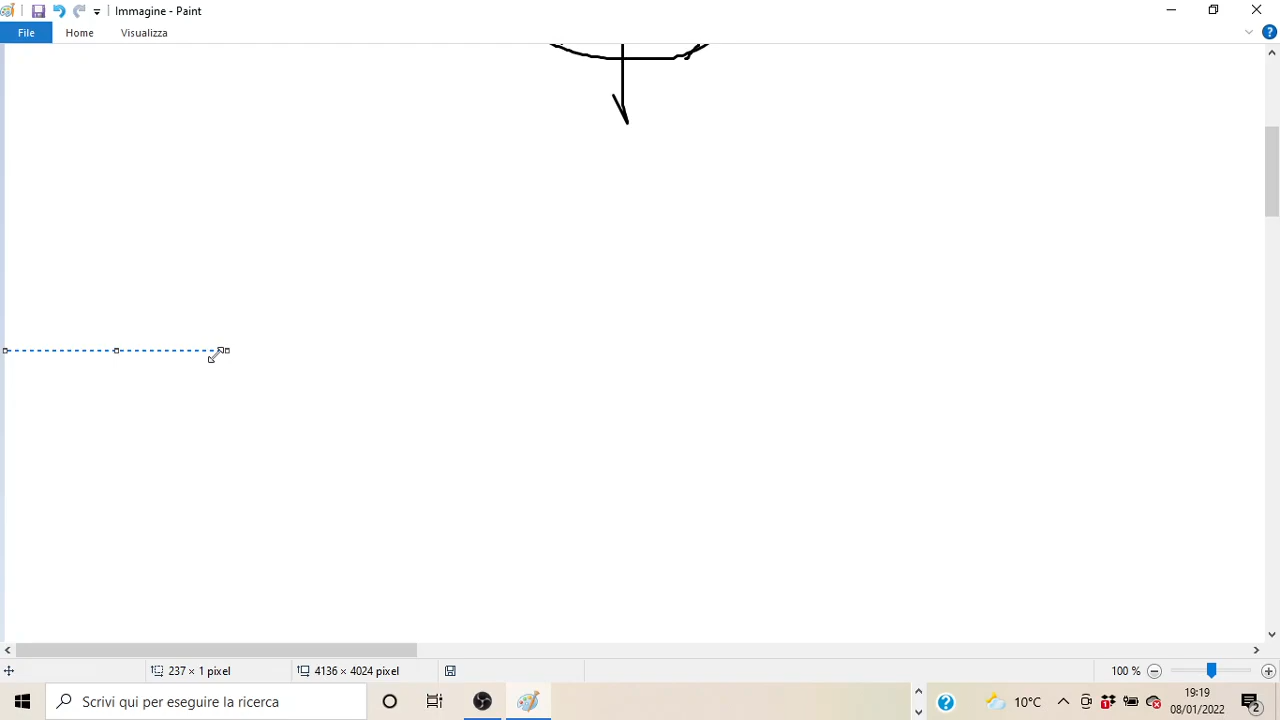 Immagine - Paint
File Home Visualizza
237 × 1 pixel 4136 × 4024 pixel 100 %
Scrivi qui per eseguire la ricerca 10°C 19:19
08/01/2022 2